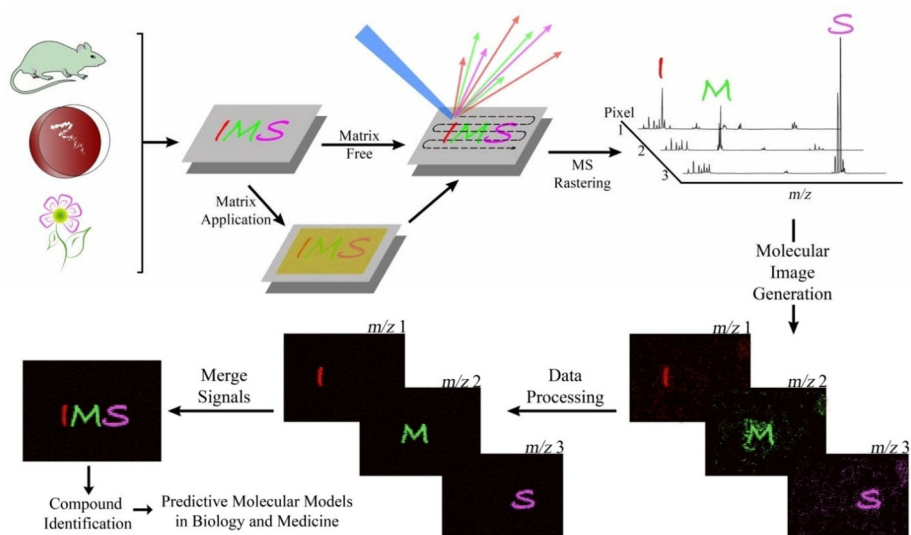 IMS
Matrix
Free
Matrix
Application
IMS
IMS
MS
Rastering
I
M
S
Pixel
1
2
3
m/z
Molecular
Image
Generation
m/z 1
I
m/z 2
M
m/z 3
S
Data
Processing
m/z 1
I
m/z 2
M
m/z 3
S
Merge
Signals
IMS
Compound
Identification
Predictive Molecular Models
in Biology and Medicine